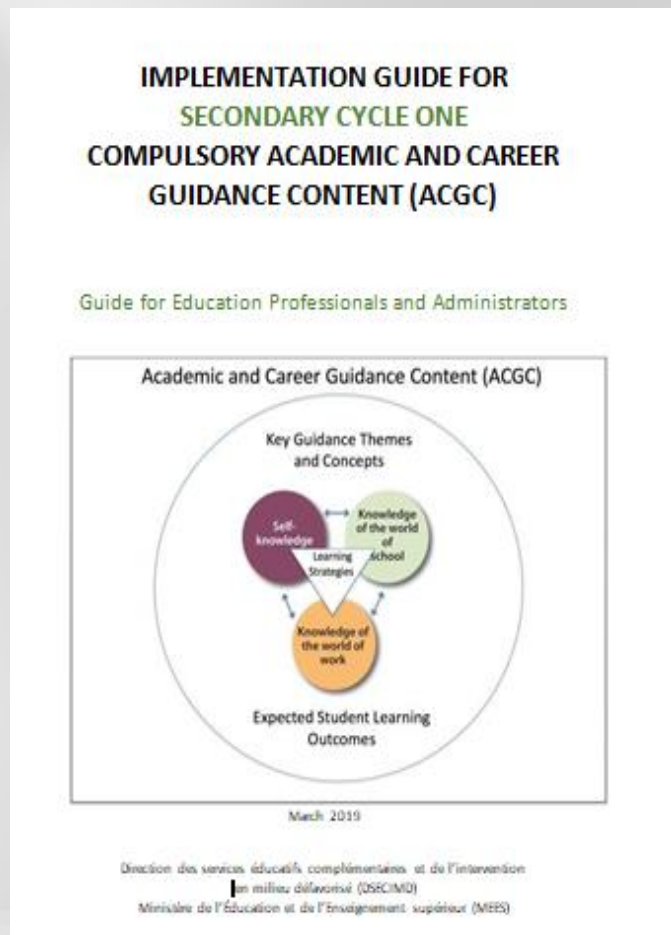 IMPLEMENTATION GUIDE FOR
SECONDARY CYCLE ONE
COMPULSORY ACADEMIC AND CAREER
GUIDANCE CONTENT (ACGC)
Guide for Education Professionals and Administrators
Academic and Career Guidance Content (ACGC)
Key Guidance Themes
and Concepts
Self-
knowledge
Knowledge
of the world
of
school
Learning
Strategies
Knowledge of
the world of
work
Expected Student Learning
Outcomes
March 2019
Direction des services éducatifs complémentaires et de l'intervention
en milieu défavorisé (DSECIMD)
Ministère de l'Éducation et de l'Enseignement supérieur (MEES)